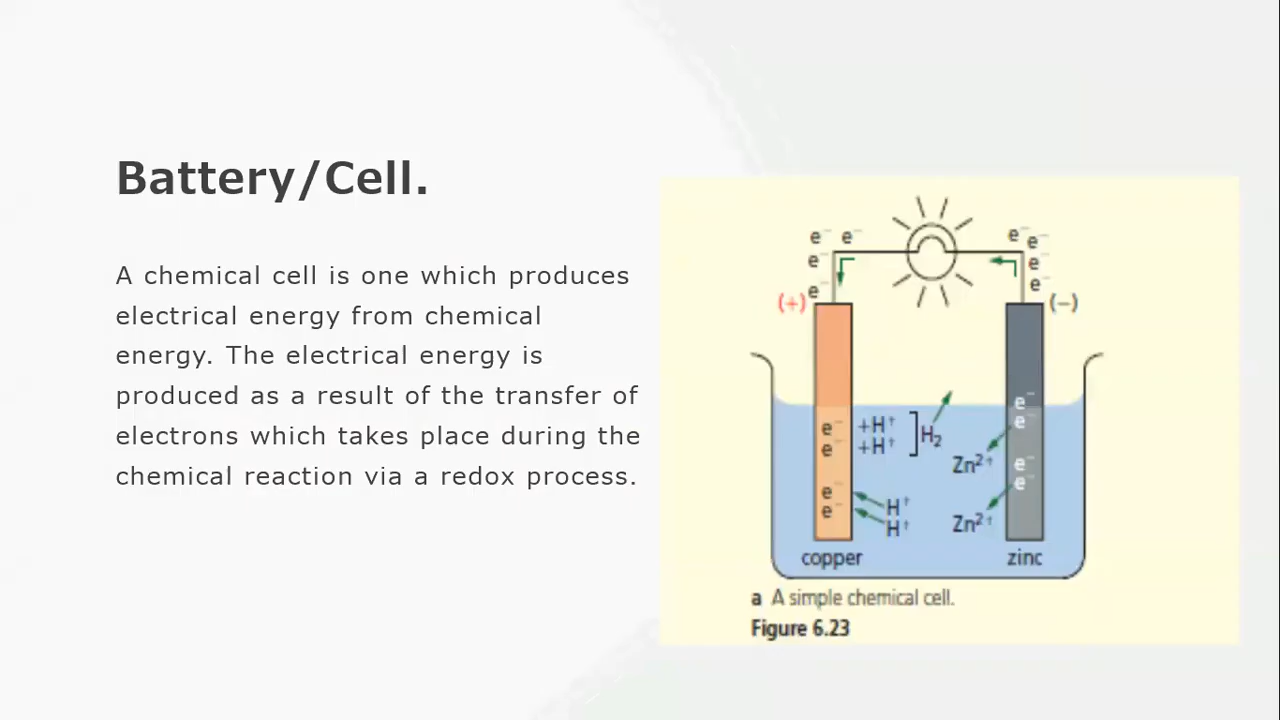 Battery/Cell.
A chemical cell is one which produces
electrical energy from chemical
energy. The electrical energy is
produced as a result of the transfer of
electrons which takes place during the
chemical reaction via a redox process.
e⁻ e⁻
e⁻
e⁻
(+)
e⁻ e⁻
e⁻
e⁻
(−)
e⁻ +H⁺
e⁻ +H⁺
H₂
e⁻
e⁻
H⁺
H⁺
e⁻
e⁻
Zn²⁺
e⁻
e⁻
Zn²⁺
copper
zinc
a A simple chemical cell.
Figure 6.23